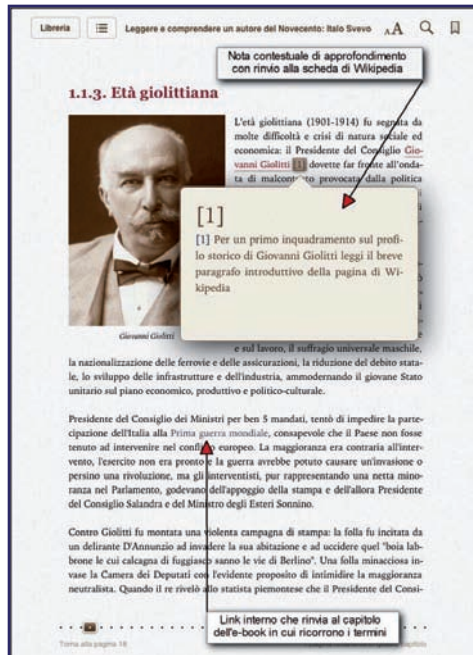 Libreria
Leggere e comprendere un autore del Novecento: Italo Svevo
AA
Nota contestuale di approfondimento
con rinvio alla scheda di Wikipedia
1.1.3. Età giolittiana
L'età giolittiana (1901-1914) fu segnata da
molte difficoltà e crisi di natura sociale ed
economica: il Presidente del Consiglio Gio-
vanni Giolitti [1] dovette far fronte all'onda-
ta di malcontento provocata dalla politica
[1]
[1] Per un primo inquadramento sul profi-
lo storico di Giovanni Giolitti leggi il breve
paragrafo introduttivo della pagina di Wi-
kipedia
Giovanni Giolitti
e sul lavoro, il suffragio universale maschile,
la nazionalizzazione delle ferrovie e delle assicurazioni, la riduzione del debito stata-
le, lo sviluppo delle infrastrutture e dell'industria, ammodernando il giovane Stato
unitario sul piano economico, produttivo e politico-culturale.
Presidente del Consiglio dei Ministri per ben 5 mandati, tentò di impedire la parte-
cipazione dell'Italia alla Prima guerra mondiale, consapevole che il Paese non fosse
tenuto ad intervenire nel conflitto europeo. La maggioranza era contraria all'inter-
vento, l'esercito non era pronto e la guerra avrebbe potuto causare un'invasione o
persino una rivoluzione, ma gli interventisti, pur rappresentando una netta mino-
ranza nel Parlamento, godevano dell'appoggio della stampa e dell'allora Presidente
del Consiglio Salandra e del Ministro degli Esteri Sonnino.
Contro Giolitti fu montata una violenta campagna di stampa: la folla fu incitata da
un delirante D'Annunzio ad invadere la sua abitazione e ad uccidere quel "boia lab-
brone le cui calcagna di fuggiasco sanno le vie di Berlino". Una folla minacciosa in-
vase la Camera dei Deputati con l'evidente proposito di intimidire la maggioranza
neutralista. Quando il re rivelò allo statista piemontese che il Presidente del Consi-
Link interno che rinvia al capitolo
dell'e-book in cui ricorrono i termini
Torna alla pagina 18